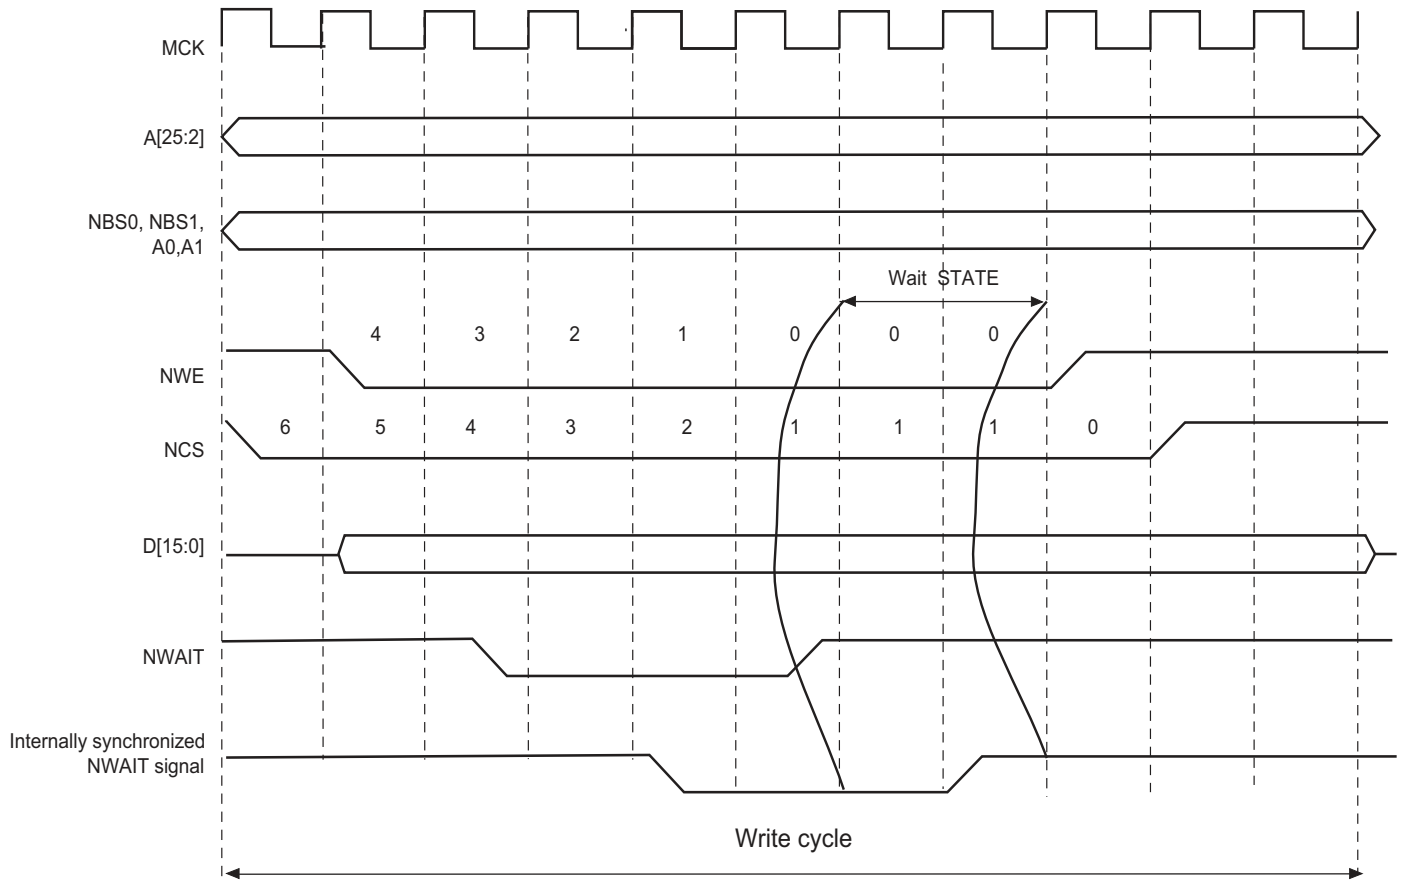 MCK
A[25:2]
NBS0, NBS1,
A0,A1
Wait STATE
4 3 2 1 0 0 0
NWE
6 5 4 3 2 1 1 1 0
NCS
D[15:0]
NWAIT
Internally synchronized
NWAIT signal
Write cycle